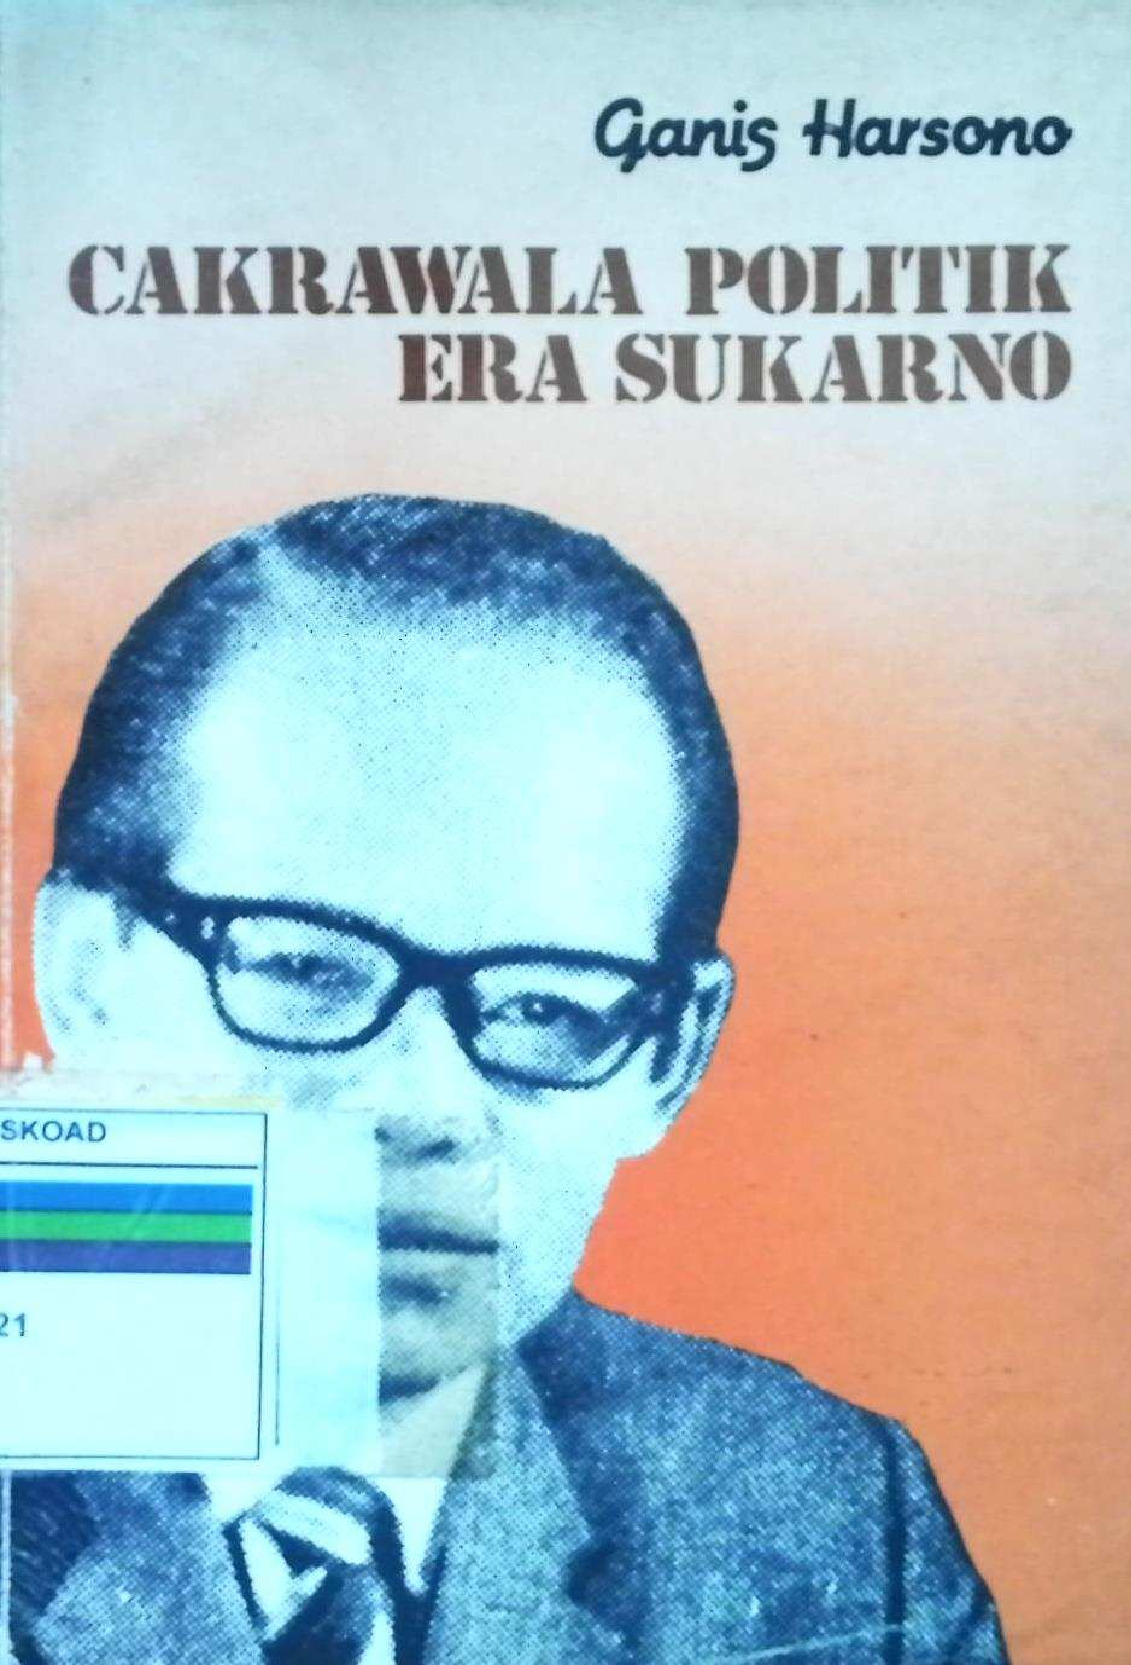 Ganis Harsono
CAKRAWALA POLITIK
ERA SUKARNO
SKOAD
21